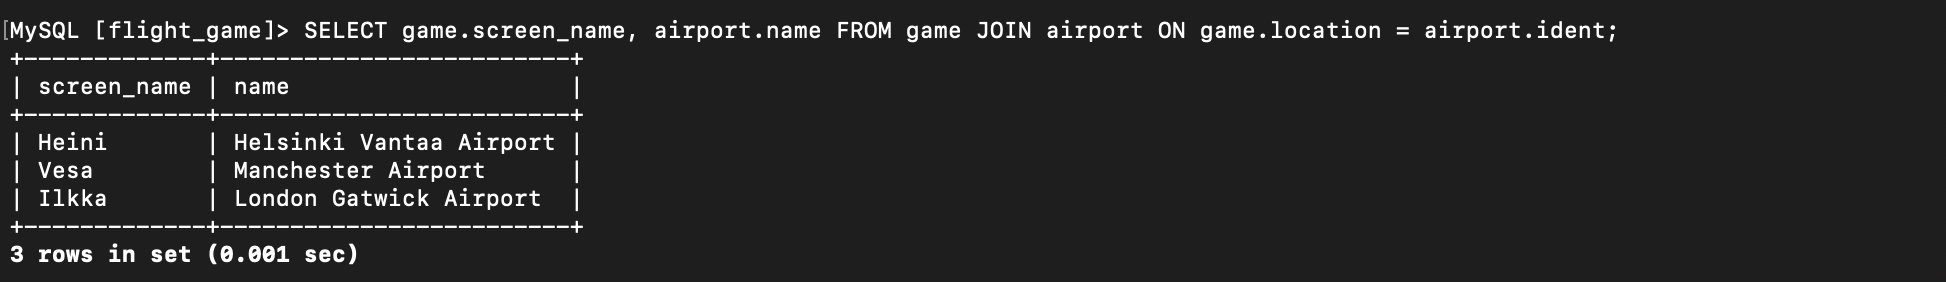 [MySQL [flight_game]> SELECT game.screen_name, airport.name FROM game JOIN airport ON game.location = airport.ident;
+-------------+-------------------------+
| screen_name | name                    |
+-------------+-------------------------+
| Heini       | Helsinki Vantaa Airport |
| Vesa        | Manchester Airport      |
| Ilkka       | London Gatwick Airport  |
+-------------+-------------------------+
3 rows in set (0.001 sec)